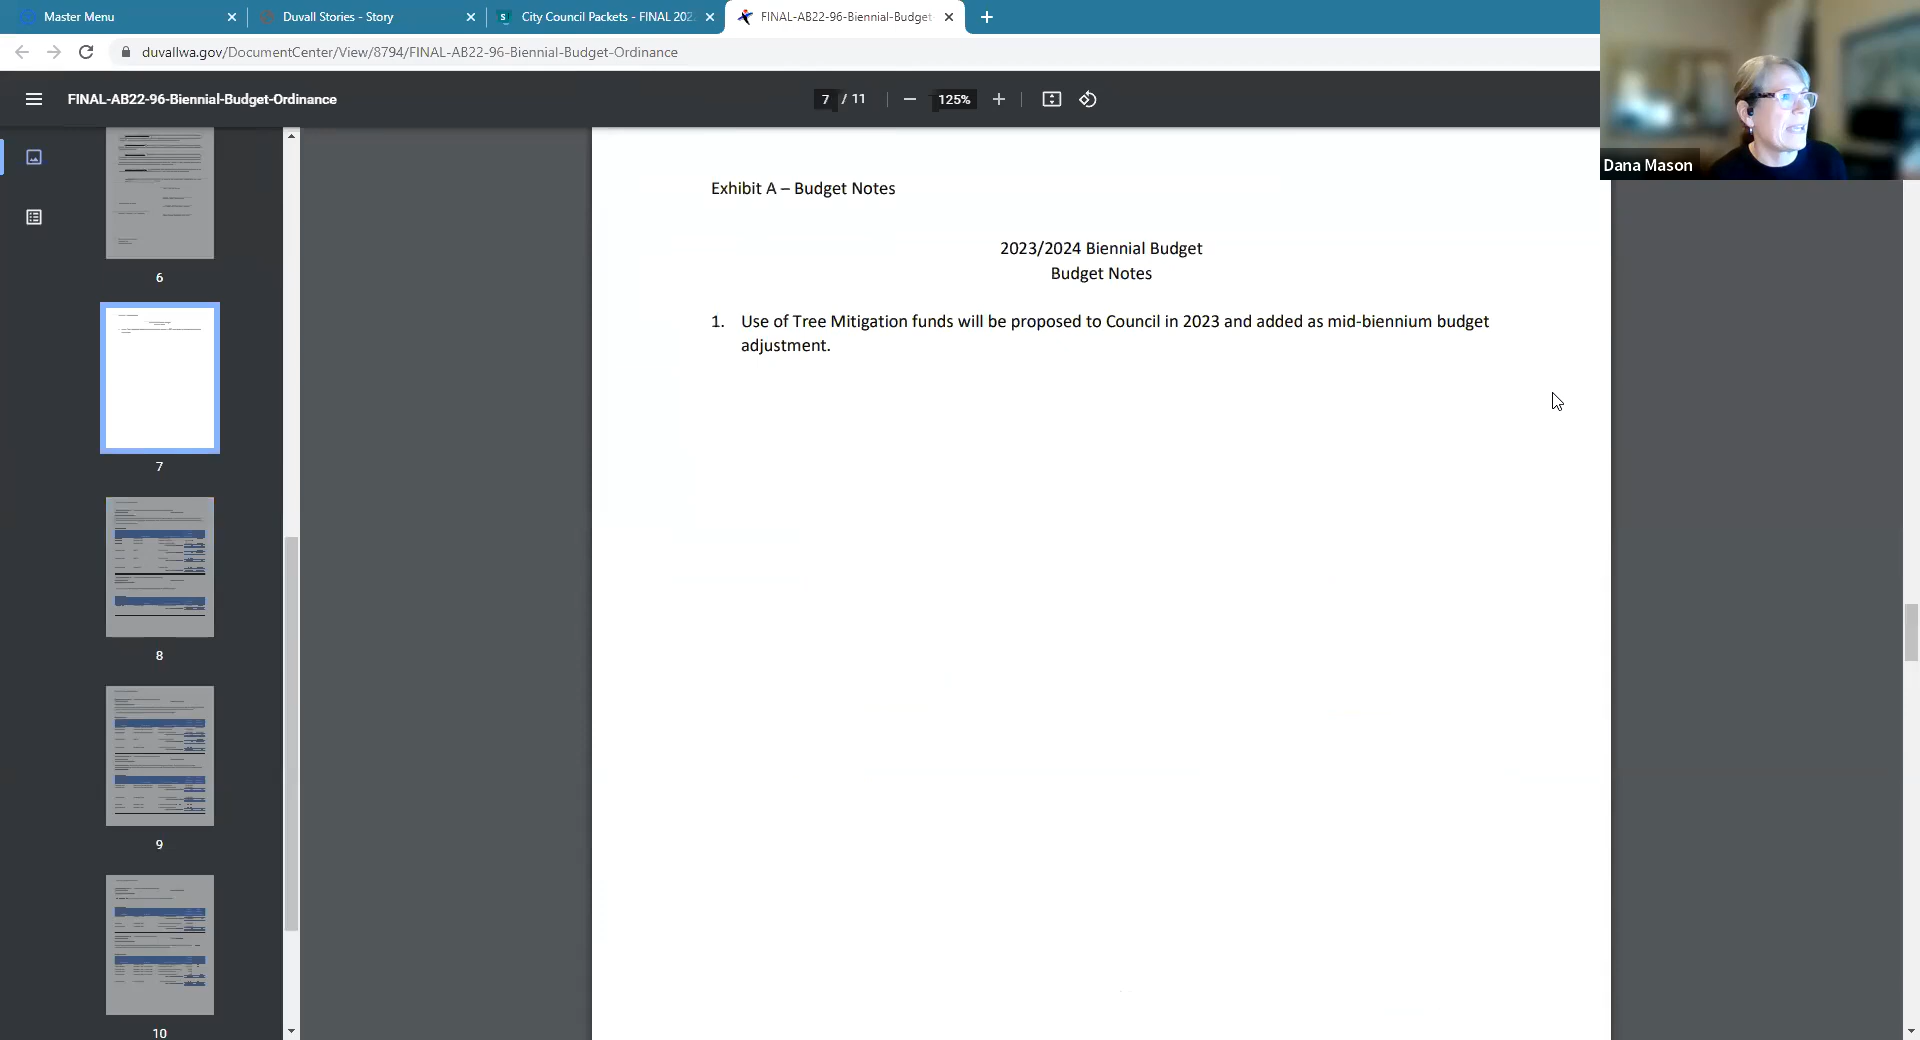 Master Menu
Duvall Stories - Story
City Council Packets - FINAL 202
FINAL-AB22-96-Biennial-Budget-
duvallwa.gov/DocumentCenter/View/8794/FINAL-AB22-96-Biennial-Budget-Ordinance
FINAL-AB22-96-Biennial-Budget-Ordinance
7 / 11
125%
Dana Mason
6
7
8
9
10
Exhibit A – Budget Notes
2023/2024 Biennial Budget
Budget Notes
1. Use of Tree Mitigation funds will be proposed to Council in 2023 and added as mid-biennium budget
adjustment.